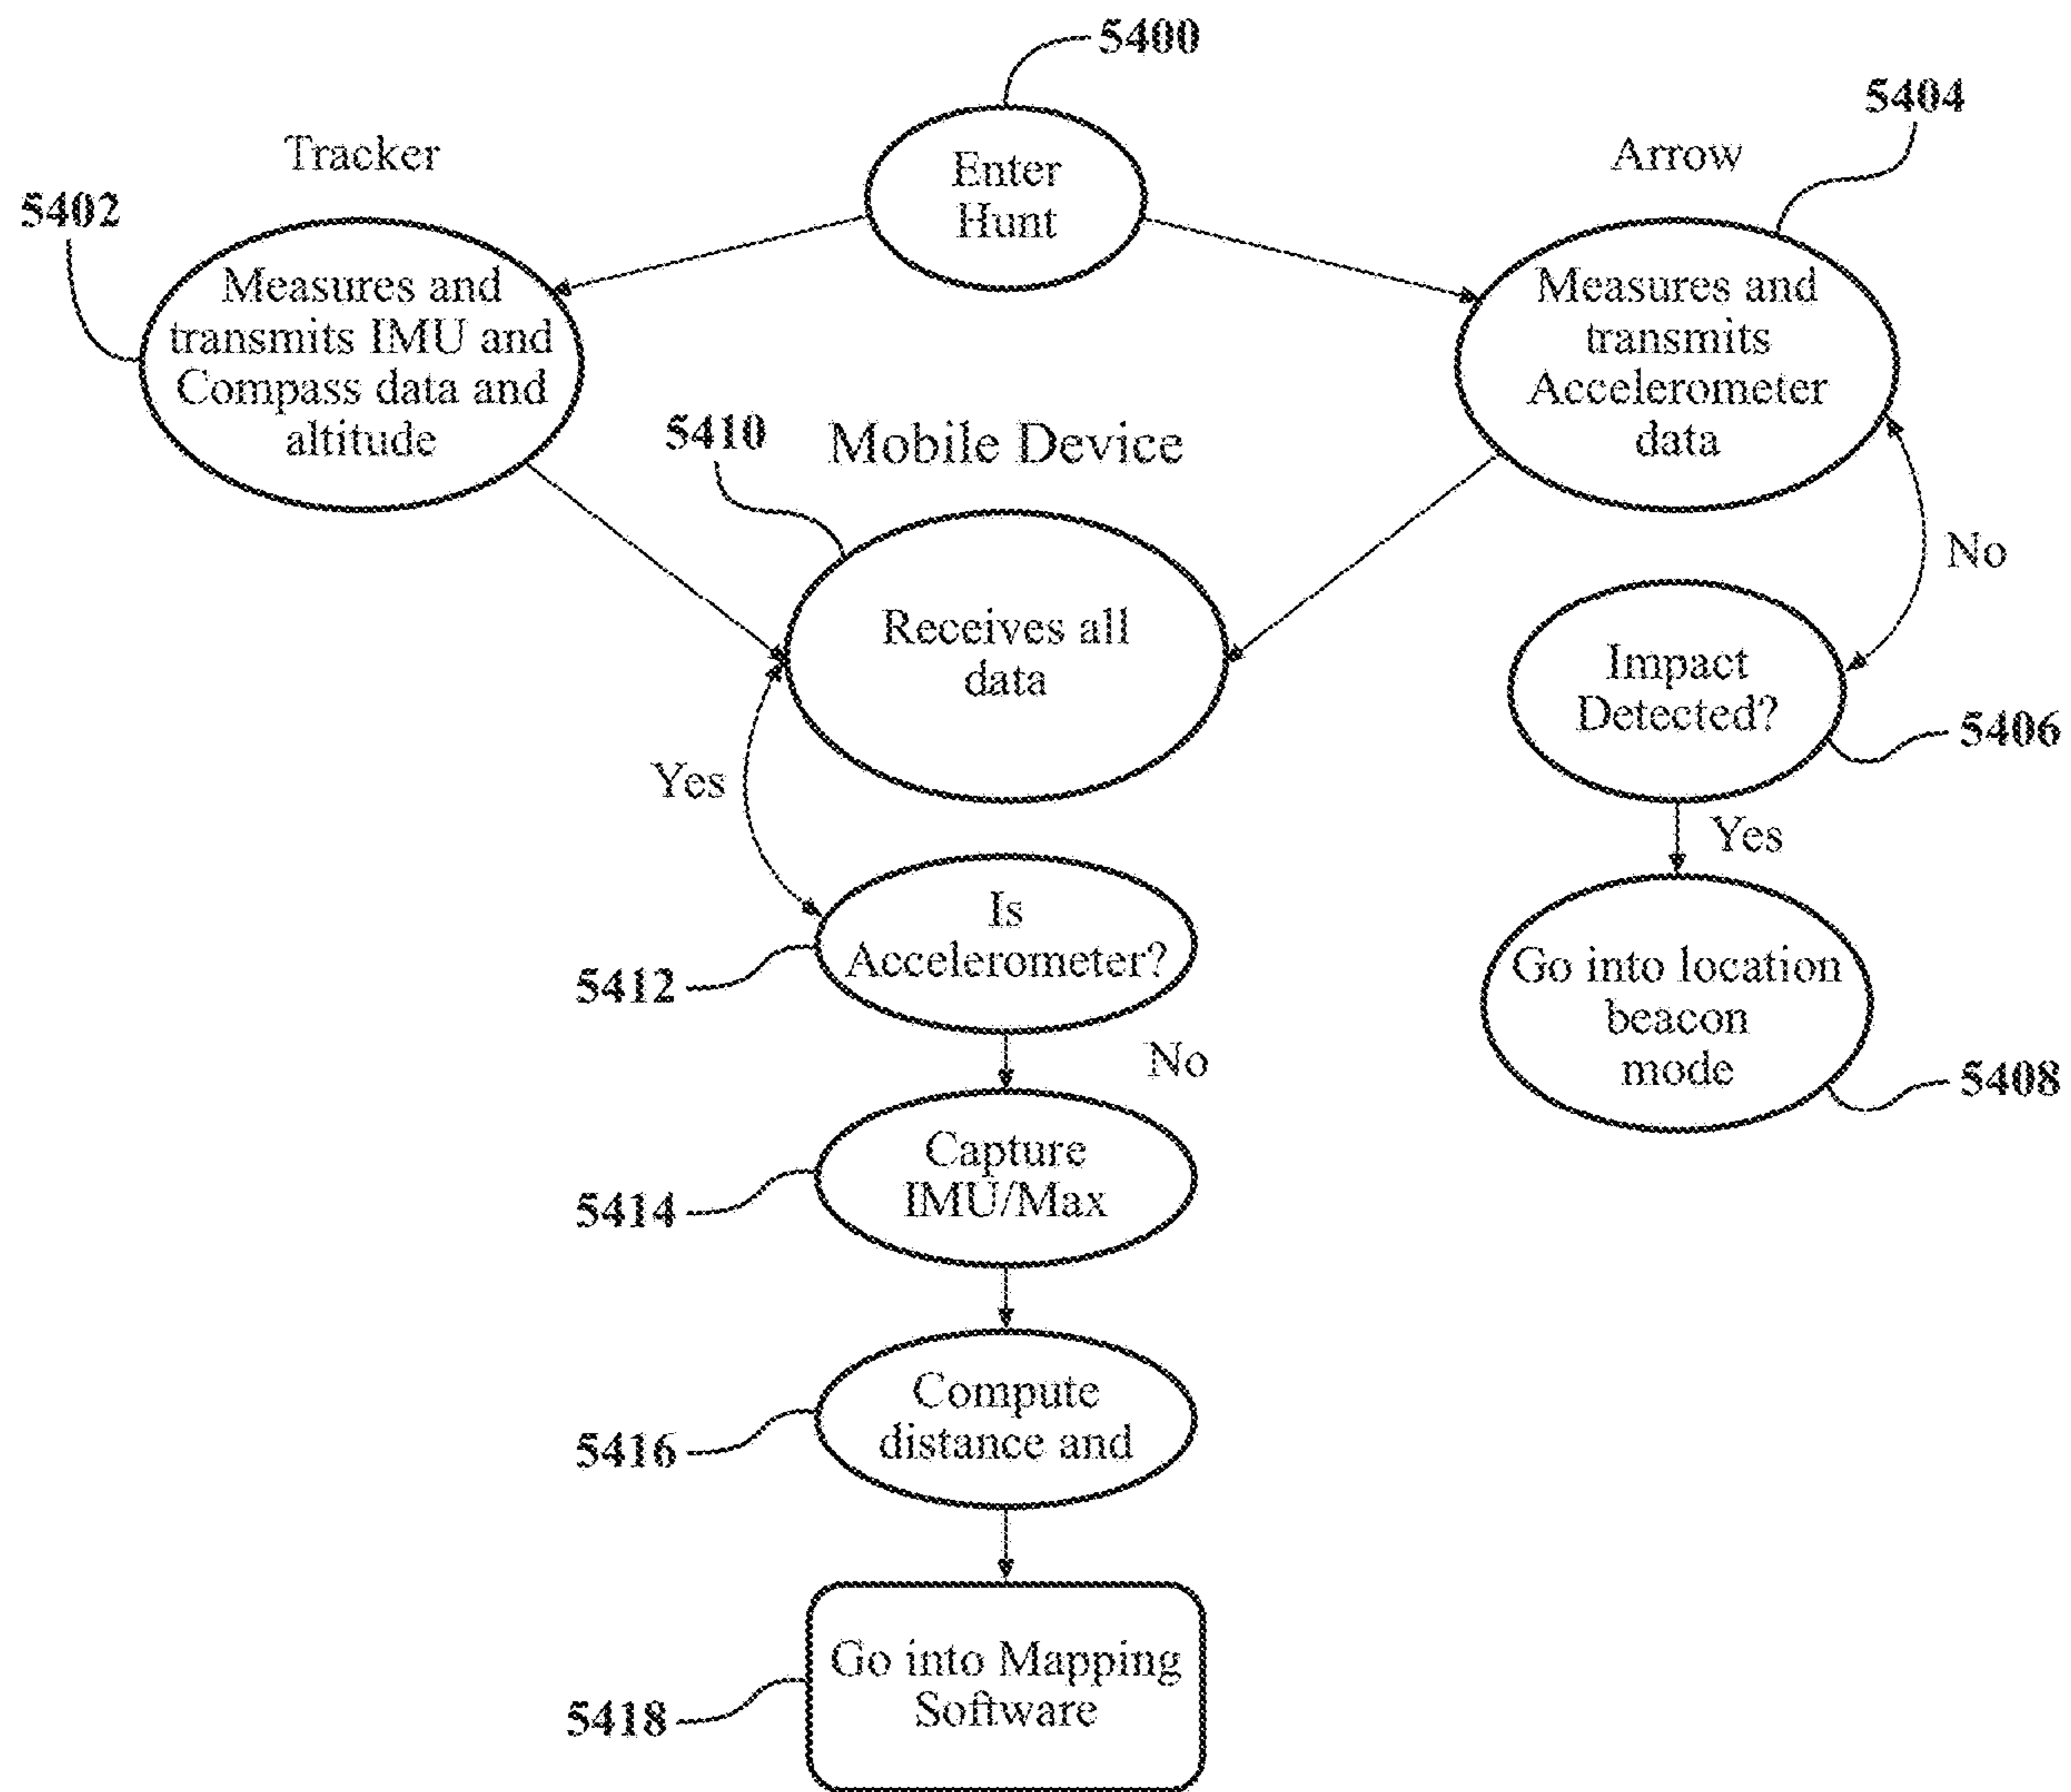 5400
5404
Tracker
Enter
Hunt
Arrow
5402
Measures and
transmits IMU and
Compass data and
altitude
Measures and
transmits
Accelerometer
data
5410
Mobile Device
No
Receives all
data
Impact
Detected?
5406
Yes
Yes
Is
Accelerometer?
5412
Go into location
beacon
mode
5408
No
Capture
IMU/Max
5414
Compute
distance and
5416
Go into Mapping
Software
5418